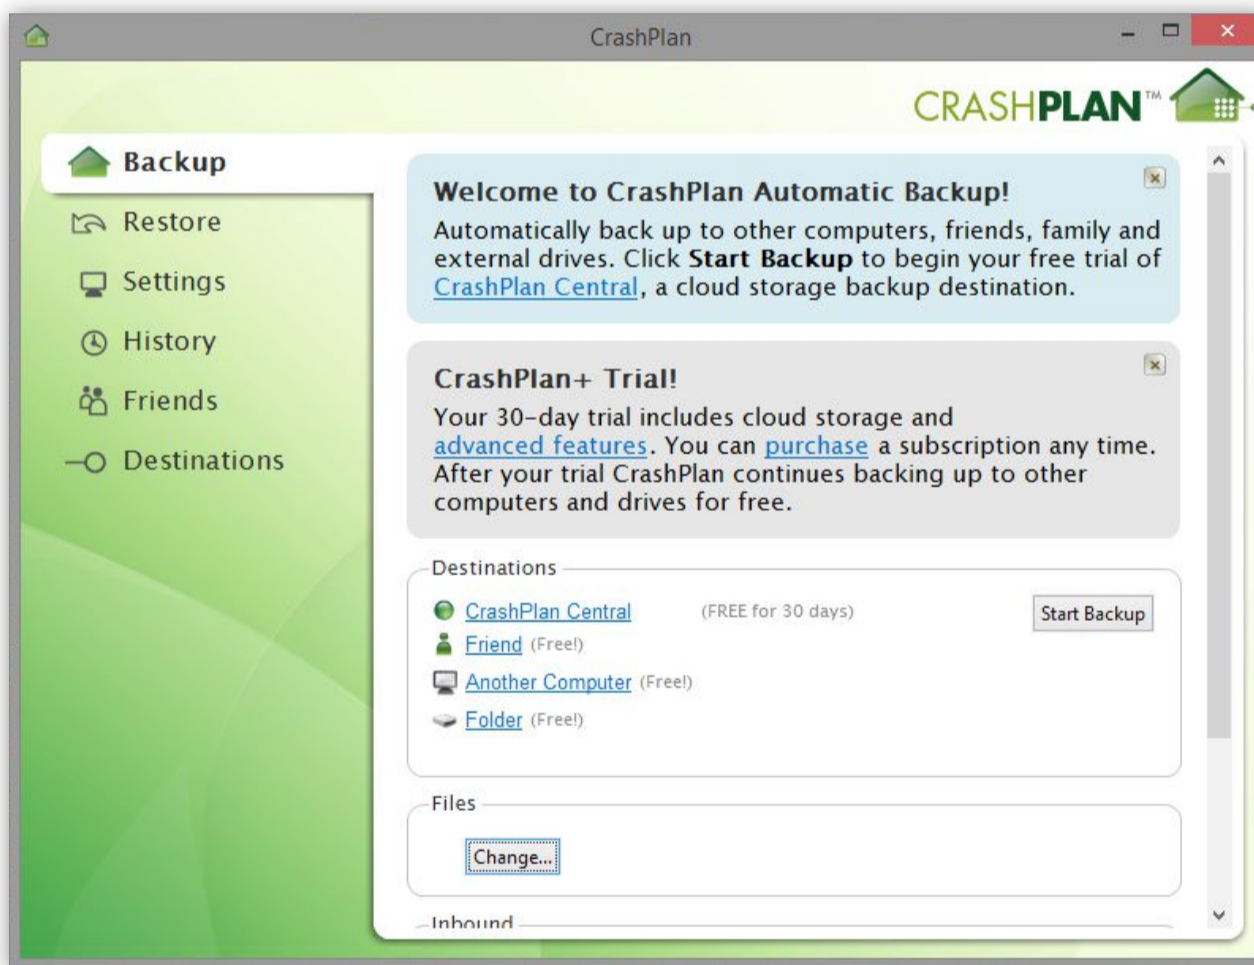 CrashPlan
CRASHPLAN™
Backup
Restore
Settings
History
Friends
Destinations
Welcome to CrashPlan Automatic Backup!
Automatically back up to other computers, friends, family and
external drives. Click Start Backup to begin your free trial of
CrashPlan Central, a cloud storage backup destination.
CrashPlan+ Trial!
Your 30-day trial includes cloud storage and
advanced features. You can purchase a subscription any time.
After your trial CrashPlan continues backing up to other
computers and drives for free.
Destinations
CrashPlan Central (FREE for 30 days) Start Backup
Friend (Free!)
Another Computer (Free!)
Folder (Free!)
Files
Change...
Inbound